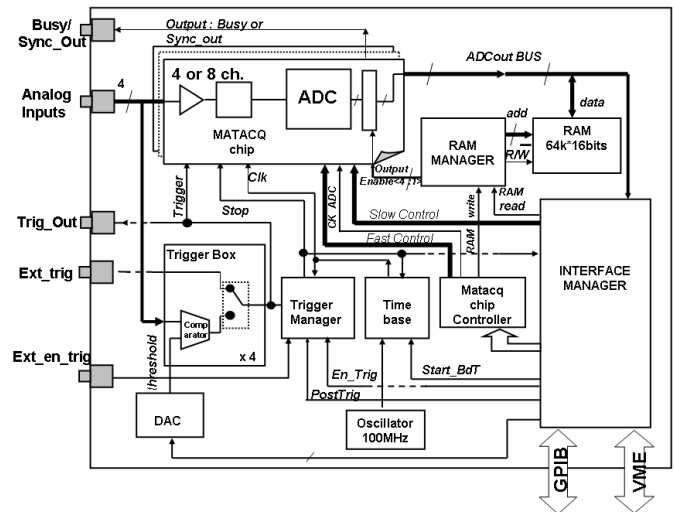 Busy/
Sync_Out
Output : Busy or
Sync_out
4
Analog
Inputs
4 or 8 ch.
ADC
MATACQ
chip
ADCout BUS
data
RAM
MANAGER
add
R/W
RAM
64k*16bits
Output
Enable<4 :1>
Clk
Trigger
Stop
CK_ADC
RAM write
RAM
read
Slow Control
Fast Control
Trig_Out
Ext_trig
Trigger Box
Comp
arator
x 4
threshold
Trigger
Manager
Time
base
Matacq
chip
Controller
INTERFACE
MANAGER
Ext_en_trig
En_Trig
Start_BdT
PostTrig
DAC
Oscillator
100MHz
GPIB
VME